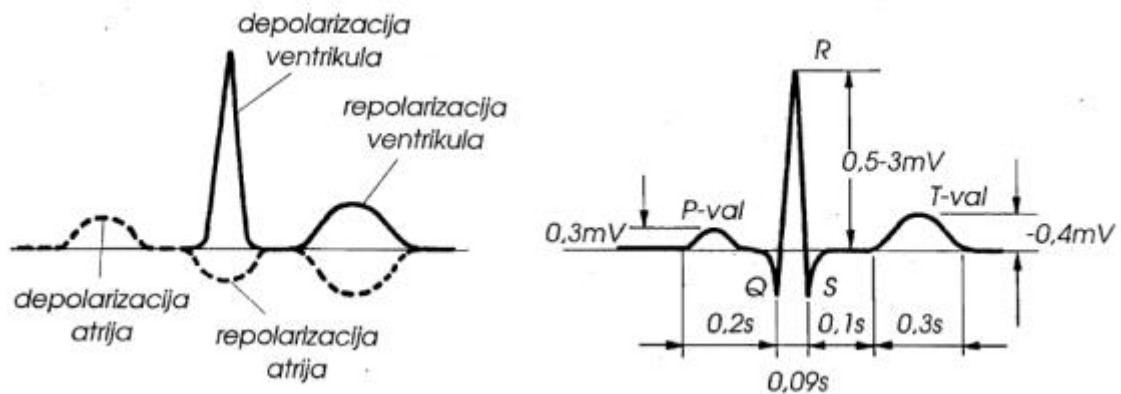 depolarizacija
ventrikula
repolarizacija
ventrikula
depolarizacija
atrija
repolarizacija
atrija
R
0,5-3mV
P-val
T-val
0,3mV
-0,4mV
Q
S
0,2s
0,1s
0,3s
0,09s